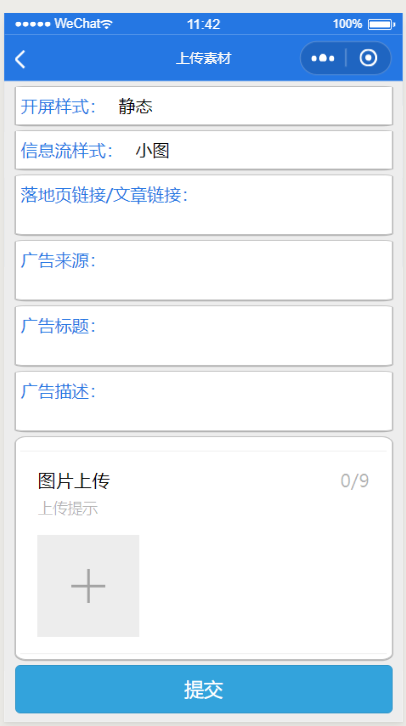 WeChat 11:42 100%
上传素材
开屏样式: 静态
信息流样式: 小图
落地页链接/文章链接:
广告来源:
广告标题:
广告描述:
图片上传 0/9
上传提示
提交